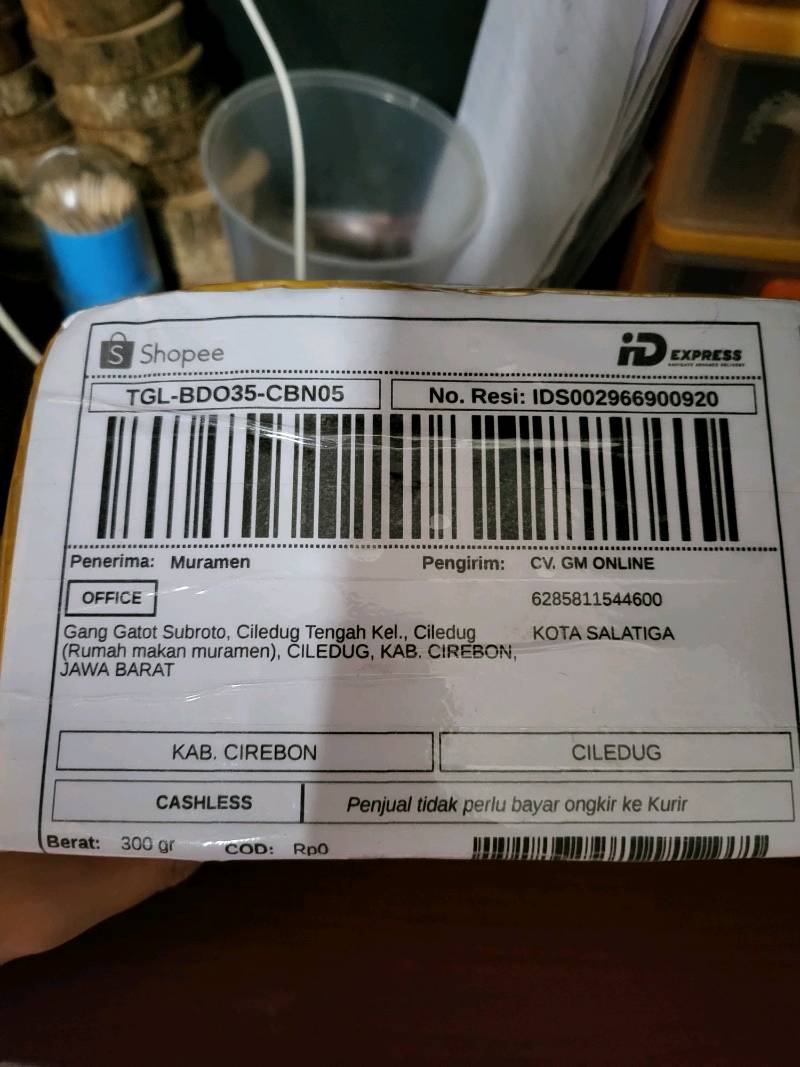 Shopee
iD EXPRESS
TGL-BDO35-CBN05
No. Resi: IDS002966900920
Penerima: Muramen
Pengirim: CV. GM ONLINE
OFFICE
6285811544600
Gang Gatot Subroto, Ciledug Tengah Kel., Ciledug
KOTA SALATIGA
(Rumah makan muramen), CILEDUG, KAB. CIREBON,
JAWA BARAT
KAB. CIREBON
CILEDUG
CASHLESS
Penjual tidak perlu bayar ongkir ke Kurir
Berat: 300 gr
COD: Rp0